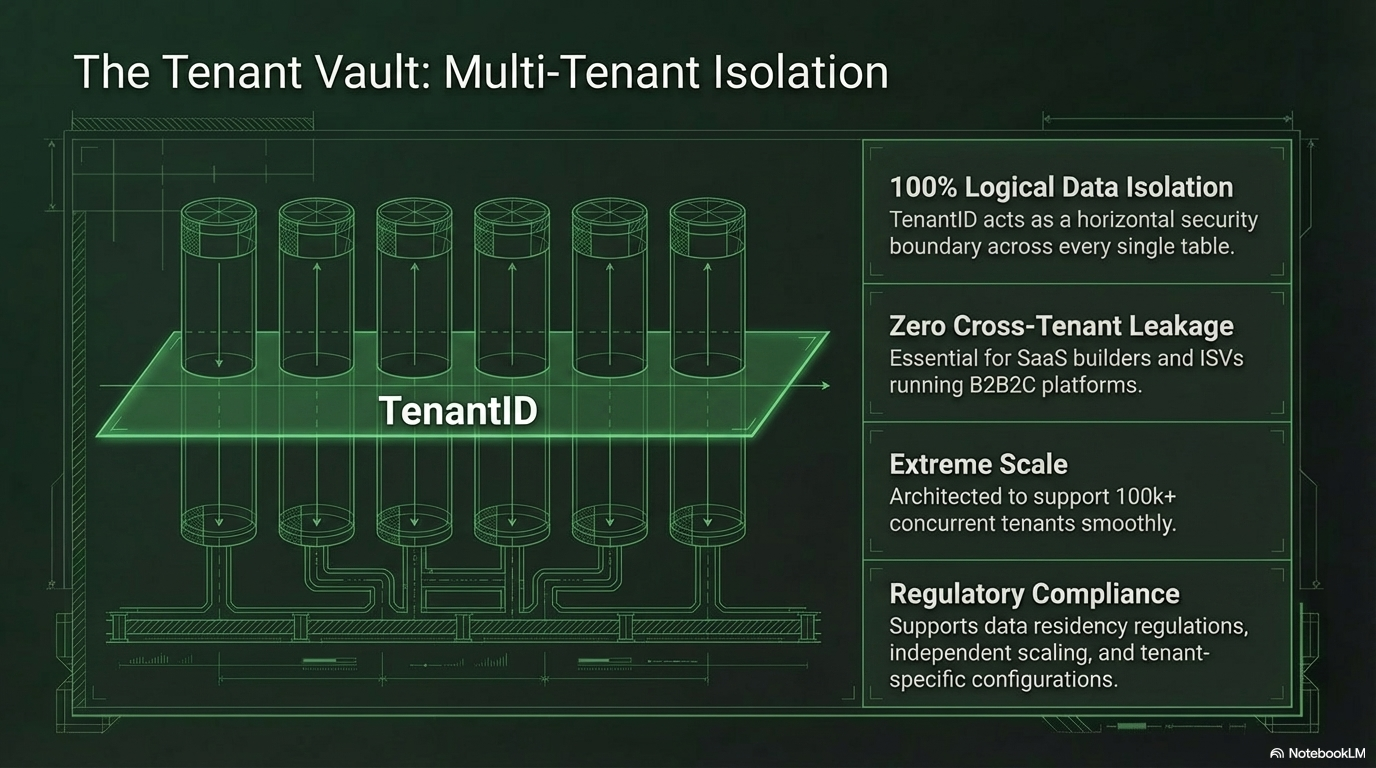 The Tenant Vault: Multi-Tenant Isolation
TenantID
100% Logical Data Isolation
TenantID acts as a horizontal security
boundary across every single table.
Zero Cross-Tenant Leakage
Essential for SaaS builders and ISVs
running B2B2C platforms.
Extreme Scale
Architected to support 100k+
concurrent tenants smoothly.
Regulatory Compliance
Supports data residency regulations,
independent scaling, and tenant-
specific configurations.
NotebookLM